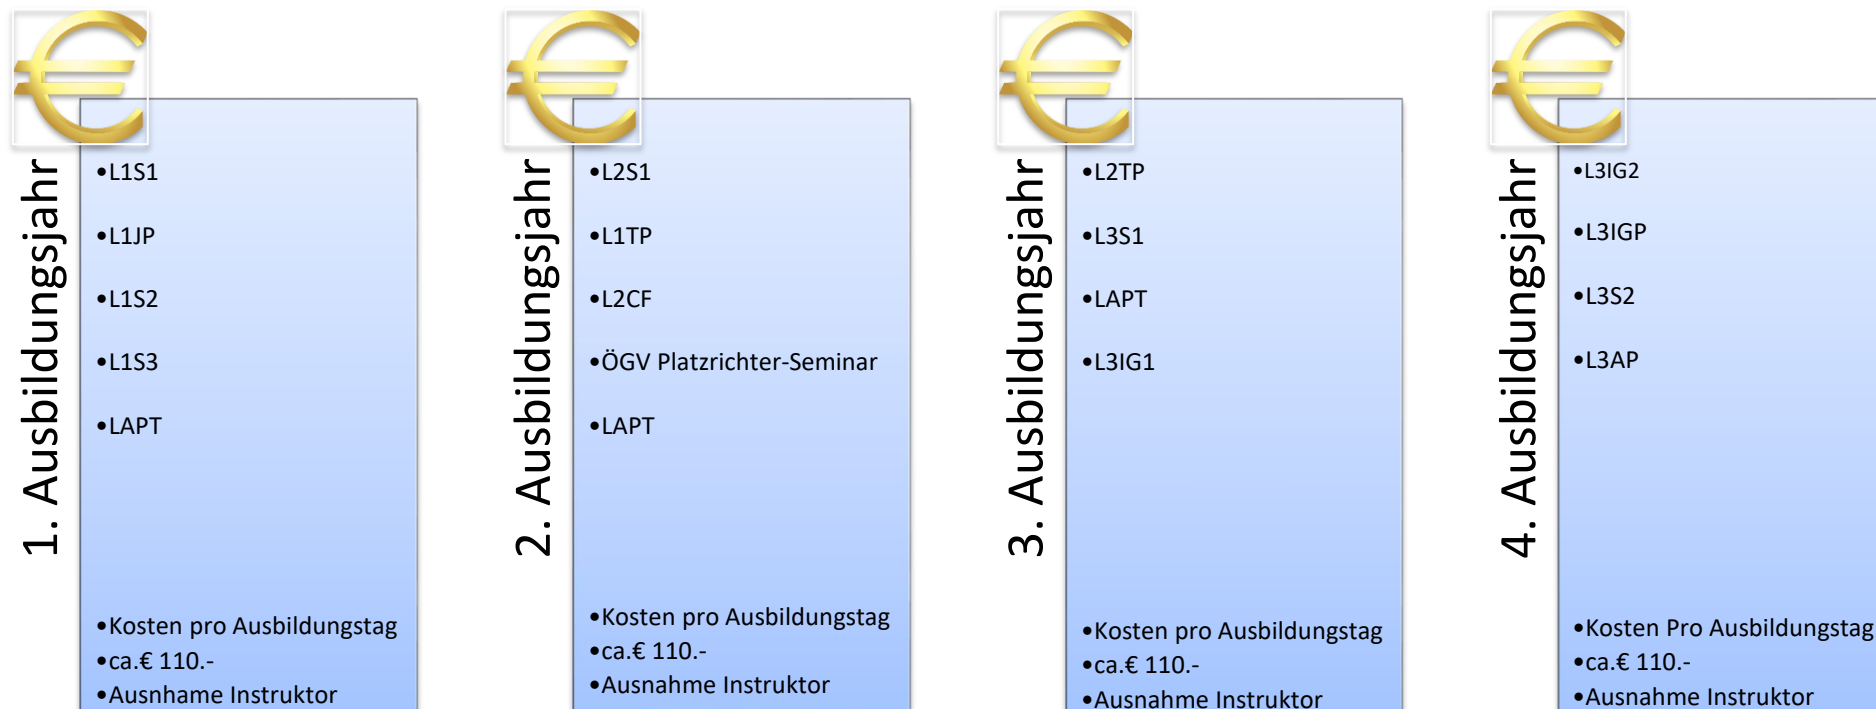 1. Ausbildungsjahr
•L1S1
•L1JP
•L1S2
•L1S3
•LAPT
•Kosten pro Ausbildungstag
•ca.€ 110.-
•Ausnhame Instruktor
2. Ausbildungsjahr
•L2S1
•L1TP
•L2CF
•ÖGV Platzrichter-Seminar
•LAPT
•Kosten pro Ausbildungstag
•ca.€ 110.-
•Ausnahme Instruktor
3. Ausbildungsjahr
•L2TP
•L3S1
•LAPT
•L3IG1
•Kosten pro Ausbildungstag
•ca.€ 110.-
•Ausnahme Instruktor
4. Ausbildungsjahr
•L3IG2
•L3IGP
•L3S2
•L3AP
•Kosten Pro Ausbildungstag
•ca.€ 110.-
•Ausnahme Instruktor